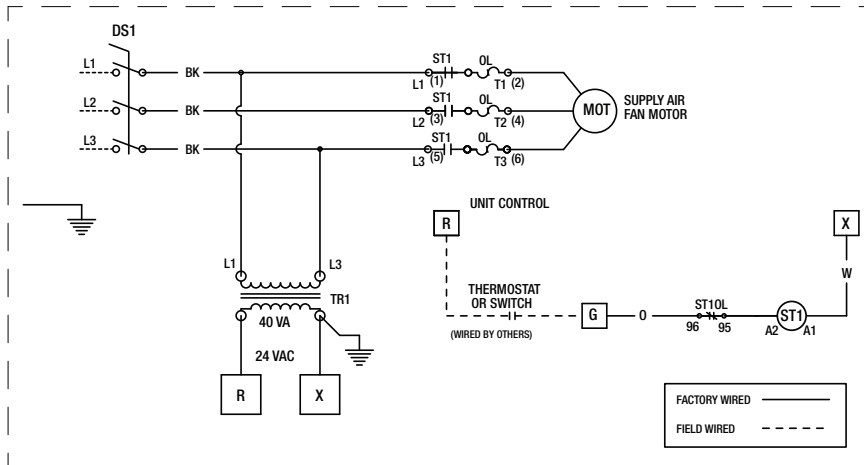 DS1
L1 BK L1 ST1 (1) OL T1 (2)
L2 BK L2 ST1 (3) OL T2 (4)
L3 BK L3 ST1 (5) OL T3 (6)
MOT
SUPPLY AIR
FAN MOTOR
UNIT CONTROL
R
X
W
L1 L3
TR1
40 VA
24 VAC
R X
THERMOSTAT
OR SWITCH
(WIRED BY OTHERS)
G O ST1OL
96 95
ST1
A2 A1
FACTORY WIRED
FIELD WIRED